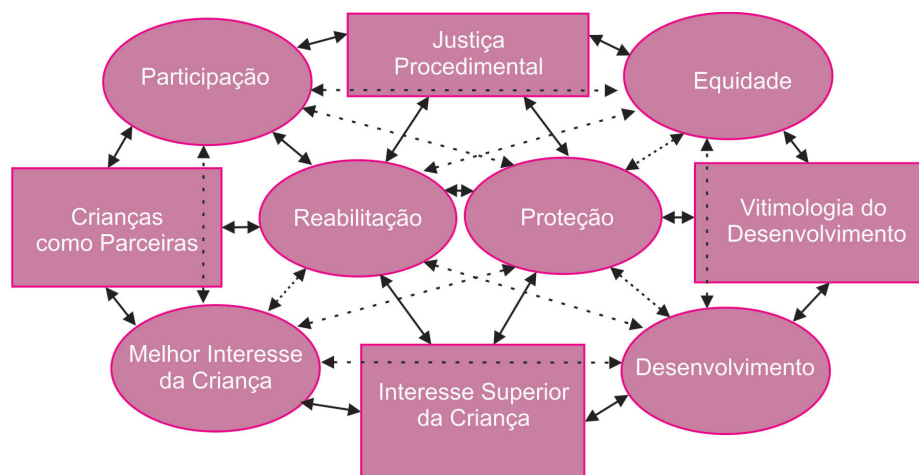 Justiça
Procedimental
Participação
Equidade
Crianças
como Parceiras
Reabilitação
Proteção
Vitimologia do
Desenvolvimento
Melhor Interesse
da Criança
Interesse Superior
da Criança
Desenvolvimento